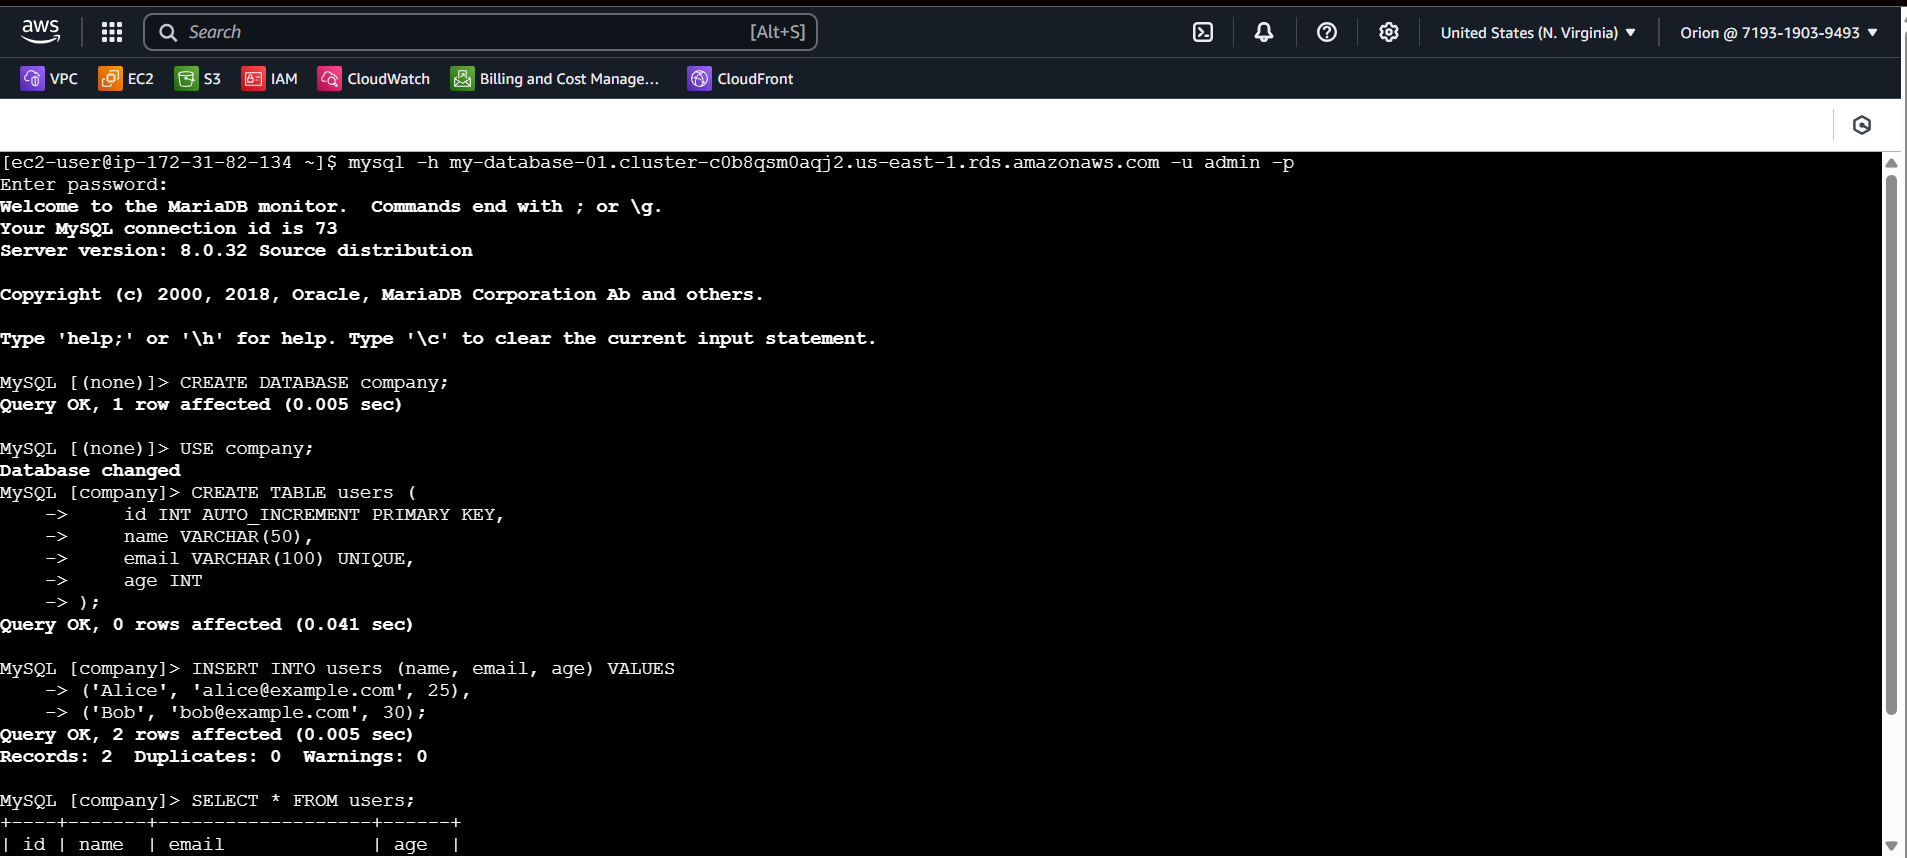 aws
Search [Alt+S]
United States (N. Virginia) ▼
Orion @ 7193-1903-9493 ▼
VPC EC2 S3 IAM CloudWatch Billing and Cost Manage... CloudFront
[ec2-user@ip-172-31-82-134 ~]$ mysql -h my-database-01.cluster-c0b8qsm0aqj2.us-east-1.rds.amazonaws.com -u admin -p
Enter password:
Welcome to the MariaDB monitor.  Commands end with ; or \g.
Your MySQL connection id is 73
Server version: 8.0.32 Source distribution

Copyright (c) 2000, 2018, Oracle, MariaDB Corporation Ab and others.

Type 'help;' or '\h' for help. Type '\c' to clear the current input statement.

MySQL [(none)]> CREATE DATABASE company;
Query OK, 1 row affected (0.005 sec)

MySQL [(none)]> USE company;
Database changed
MySQL [company]> CREATE TABLE users (
    ->     id INT AUTO_INCREMENT PRIMARY KEY,
    ->     name VARCHAR(50),
    ->     email VARCHAR(100) UNIQUE,
    ->     age INT
    -> );
Query OK, 0 rows affected (0.041 sec)

MySQL [company]> INSERT INTO users (name, email, age) VALUES
    -> ('Alice', 'alice@example.com', 25),
    -> ('Bob', 'bob@example.com', 30);
Query OK, 2 rows affected (0.005 sec)
Records: 2  Duplicates: 0  Warnings: 0

MySQL [company]> SELECT * FROM users;
+----+-------+-------------------+------+
| id | name  | email             | age  |